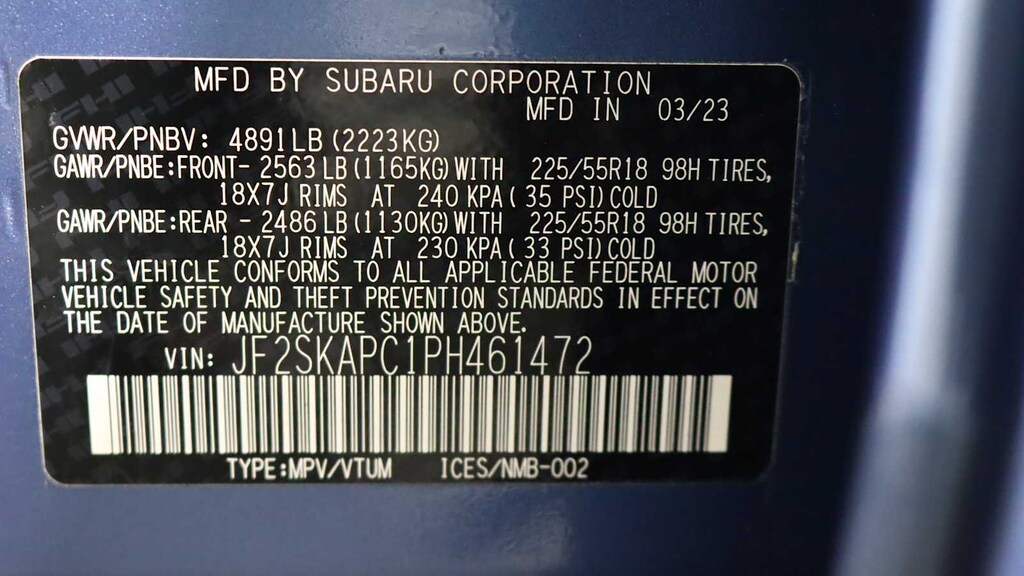 MFD BY SUBARU CORPORATION
MFD IN 03/23
GVWR/PNBV: 4891LB (2223KG)
GAWR/PNBE:FRONT- 2563 LB (1165KG) WITH 225/55R18 98H TIRES,
18X7J RIMS AT 240 KPA ( 35 PSI) COLD
GAWR/PNBE:REAR - 2486 LB (1130KG) WITH 225/55R18 98H TIRES,
18X7J RIMS AT 230 KPA ( 33 PSI) COLD
THIS VEHICLE CONFORMS TO ALL APPLICABLE FEDERAL MOTOR
VEHICLE SAFETY AND THEFT PREVENTION STANDARDS IN EFFECT ON
THE DATE OF MANUFACTURE SHOWN ABOVE.
VIN: JF2SKAPC1PH461472
TYPE:MPV/VTUM ICES/NMB-002